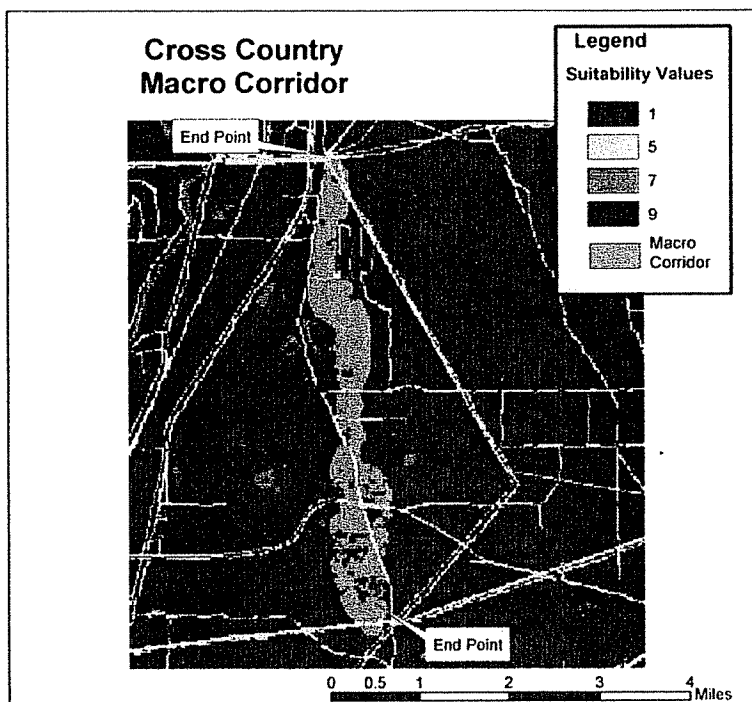 Cross Country
Macro Corridor
Legend
Suitability Values
1
5
7
9
Macro
Corridor
End Point
End Point
0 0.5 1 2 3 4
Miles